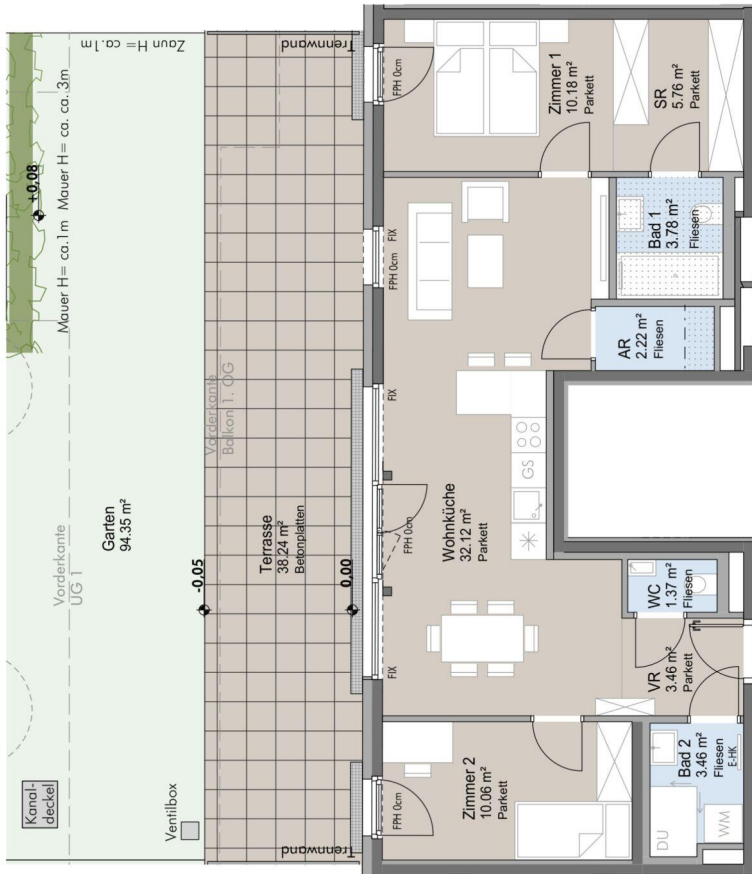 Zaun H= ca.1m
Mauer H= ca.1m
Mauer H= ca. ca. 3m
+0,08
Garten
94.35 m²
Vorderkante
UG 1
Kanal-
deckel
Ventilbox
-0,05
Trennwand
Vorderkante
Balkon 1. OG
Terrasse
38.24 m²
Betonplatten
0,00
Trennwand
FPH 0cm
Zimmer 1
10.18 m²
Parkett
SR
5.76 m²
Parkett
FIX
FPH 0cm
Bad 1
3.78 m²
Fliesen
AR
2.22 m²
Fliesen
FIX
GS
FPH 0cm
Wohnküche
32.12 m²
Parkett
WC
1.37 m²
Fliesen
FIX
VR
3.46 m²
Parkett
FPH 0cm
Zimmer 2
10.06 m²
Parkett
Bad 2
3.46 m²
Fliesen
E-HK
DU
WM